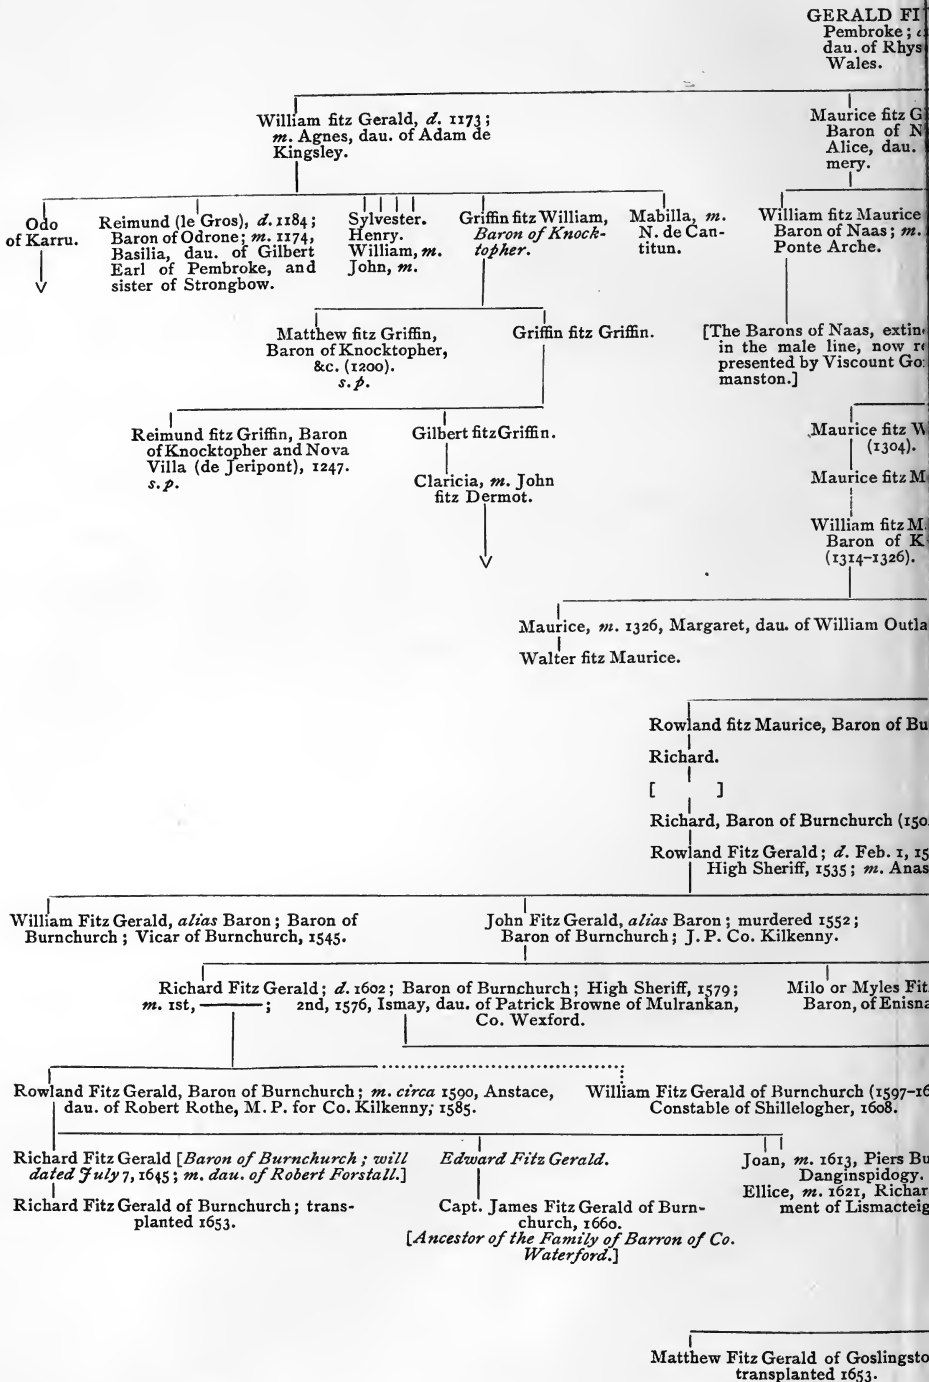 GERALD FI
Pembroke;
dau. of Rhys
Wales.
William fitz Gerald, d. 1173;
m. Agnes, dau. of Adam de
Kingsley.
Maurice fitz G
Baron of N
Alice, dau.
mery.
Odo
of Karru.
Reimund (le Gros), d. 1184;
Baron of Odrone; m. 1174,
Basilia, dau. of Gilbert
Earl of Pembroke, and
sister of Strongbow.
Sylvester.
Henry.
William, m.
John, m.
Griffin fitz William,
Baron of Knock-
topher.
Mabilla, m.
N. de Can-
titun.
William fitz Maurice
Baron of Naas; m.
Ponte Arche.
Matthew fitz Griffin,
Baron of Knocktopher,
&c. (1200).
s.p.
Griffin fitz Griffin.
[The Barons of Naas, extin
in the male line, now re
presented by Viscount Go
manston.]
Reimund fitz Griffin, Baron
of Knocktopher and Nova
Villa (de Jeripont), 1247.
s.p.
Gilbert fitz Griffin.
Claricia, m. John
fitz Dermot.
Maurice fitz W
(1304).
Maurice fitz M
William fitz M
Baron of K
(1314-1326).
Maurice, m. 1326, Margaret, dau. of William Outla
Walter fitz Maurice.
Rowland fitz Maurice, Baron of Bu
Richard.
[ ]
Richard, Baron of Burnchurch (150
Rowland Fitz Gerald; d. Feb. 1, 15
High Sheriff, 1535; m. Anas
William Fitz Gerald, alias Baron; Baron of
Burnchurch; Vicar of Burnchurch, 1545.
John Fitz Gerald, alias Baron; murdered 1552;
Baron of Burnchurch; J.P. Co. Kilkenny.
Richard Fitz Gerald; d. 1602; Baron of Burnchurch; High Sheriff, 1579;
m. 1st, ———; 2nd, 1576, Ismay, dau. of Patrick Browne of Mulrankan,
Co. Wexford.
Milo or Myles Fit
Baron, of Enisna
Rowland Fitz Gerald, Baron of Burnchurch; m. circa 1590, Anstace,
dau. of Robert Rothe, M.P. for Co. Kilkenny, 1585.
William Fitz Gerald of Burnchurch (1597-16
Constable of Shillelogher, 1608.
Richard Fitz Gerald [Baron of Burnchurch; will
dated July 7, 1645; m. dau. of Robert Forstall.]
Edward Fitz Gerald.
Joan, m. 1613, Piers Bu
Danginspidogy.
Ellice, m. 1621, Richar
ment of Lismacteig
Richard Fitz Gerald of Burnchurch; trans-
planted 1653.
Capt. James Fitz Gerald of Burn-
church, 1660.
[Ancestor of the Family of Barron of Co.
Waterford.]
Matthew Fitz Gerald of Goslingsto
transplanted 1653.